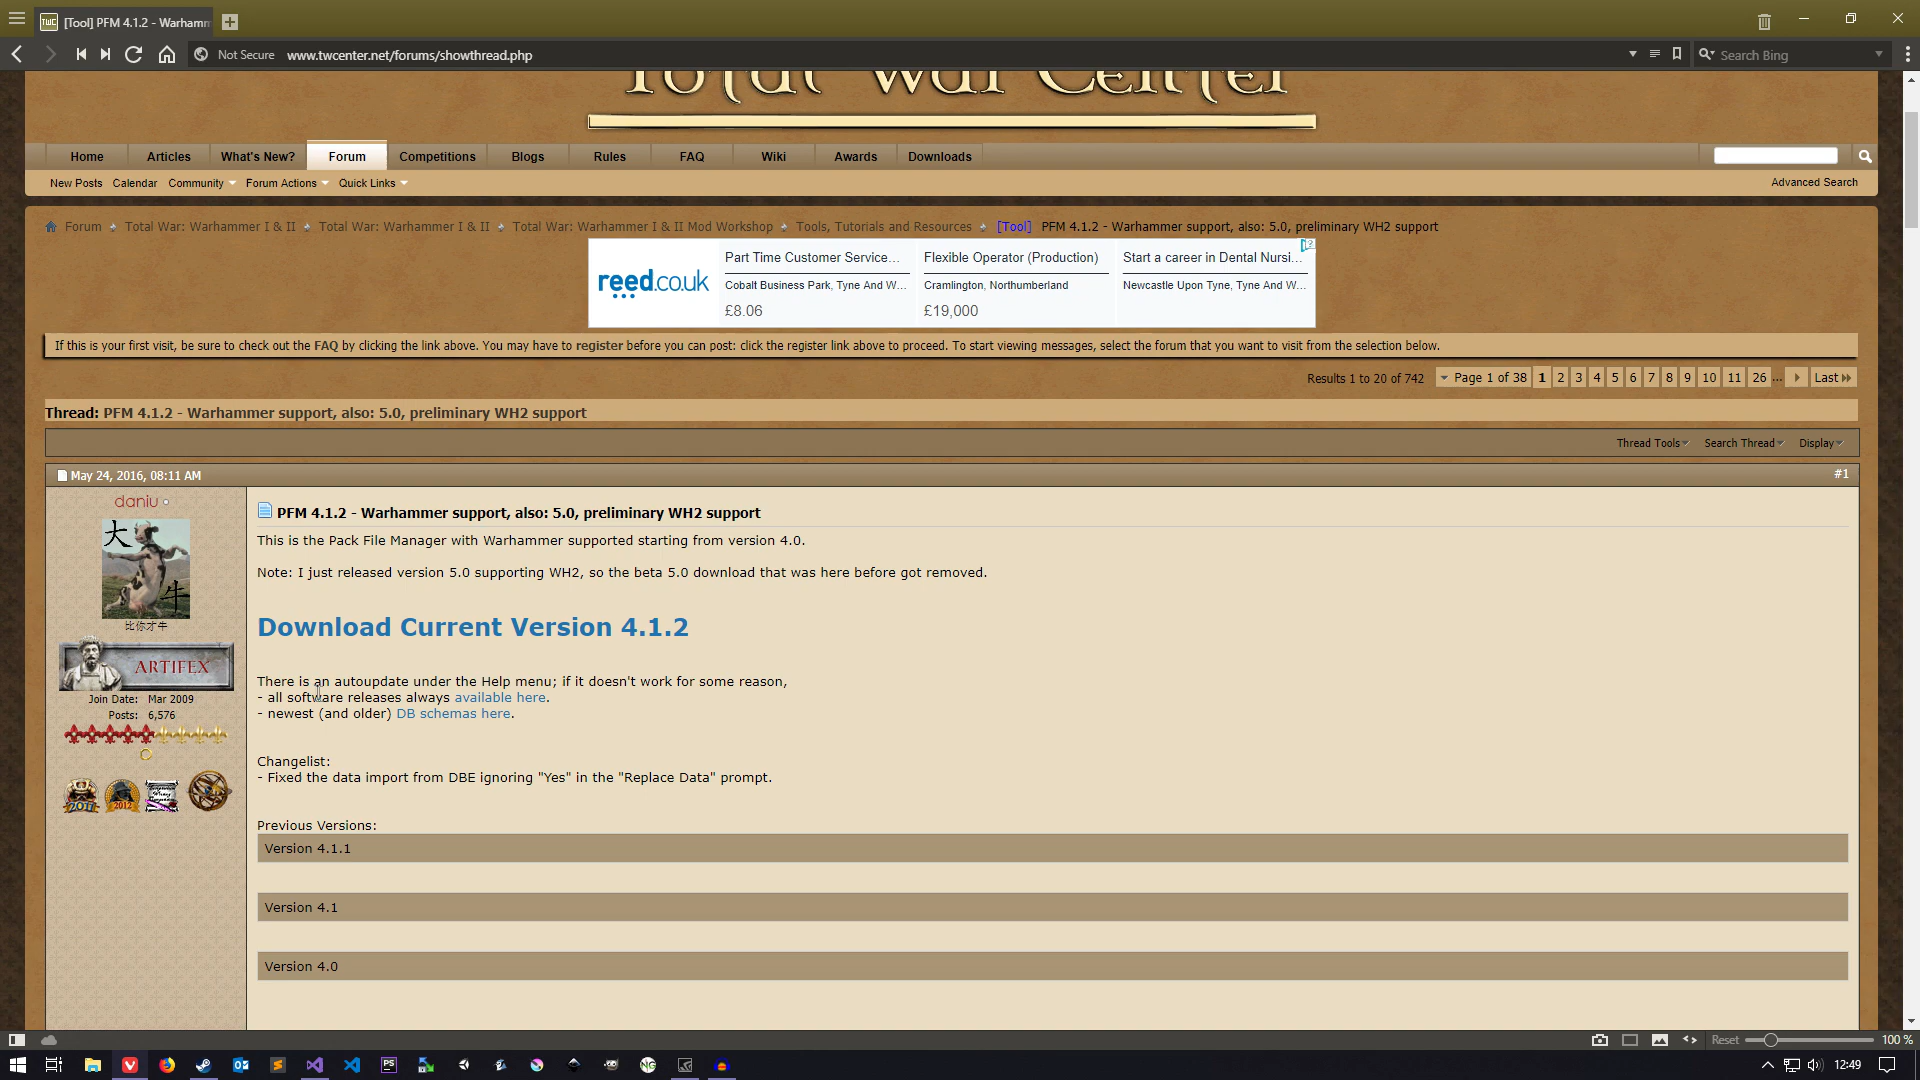 [Tool] PFM 4.1.2 - Warhamm
Not Secure www.twcenter.net/forums/showthread.php
Search Bing
Total War Center
Home Articles What's New? Forum Competitions Blogs Rules FAQ Wiki Awards Downloads
New Posts Calendar Community Forum Actions Quick Links Advanced Search
Forum Total War: Warhammer I & II Total War: Warhammer I & II Total War: Warhammer I & II Mod Workshop Tools, Tutorials and Resources [Tool] PFM 4.1.2 - Warhammer support, also: 5.0, preliminary WH2 support
reed.co.uk
Part Time Customer Service...
Cobalt Business Park, Tyne And W...
£8.06
Flexible Operator (Production)
Cramlington, Northumberland
£19,000
Start a career in Dental Nursi...
Newcastle Upon Tyne, Tyne And W...
If this is your first visit, be sure to check out the FAQ by clicking the link above. You may have to register before you can post: click the register link above to proceed. To start viewing messages, select the forum that you want to visit from the selection below.
Results 1 to 20 of 742 Page 1 of 38 1 2 3 4 5 6 7 8 9 10 11 26 ... Last
Thread: PFM 4.1.2 - Warhammer support, also: 5.0, preliminary WH2 support
Thread Tools Search Thread Display
May 24, 2016, 08:11 AM #1
daniu
大
牛
比你才牛
ARTIFEX
Join Date: Mar 2009
Posts: 6,576
2011 2012
PFM 4.1.2 - Warhammer support, also: 5.0, preliminary WH2 support
This is the Pack File Manager with Warhammer supported starting from version 4.0.
Note: I just released version 5.0 supporting WH2, so the beta 5.0 download that was here before got removed.
Download Current Version 4.1.2
There is an autoupdate under the Help menu; if it doesn't work for some reason,
- all software releases always available here.
- newest (and older) DB schemas here.
Changelist:
- Fixed the data import from DBE ignoring "Yes" in the "Replace Data" prompt.
Previous Versions:
Version 4.1.1
Version 4.1
Version 4.0
Reset 100 %
12:49